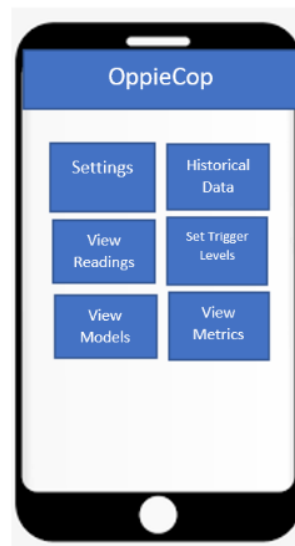 OppieCop
Settings
Historical
Data
View
Readings
Set Trigger
Levels
View
Models
View
Metrics